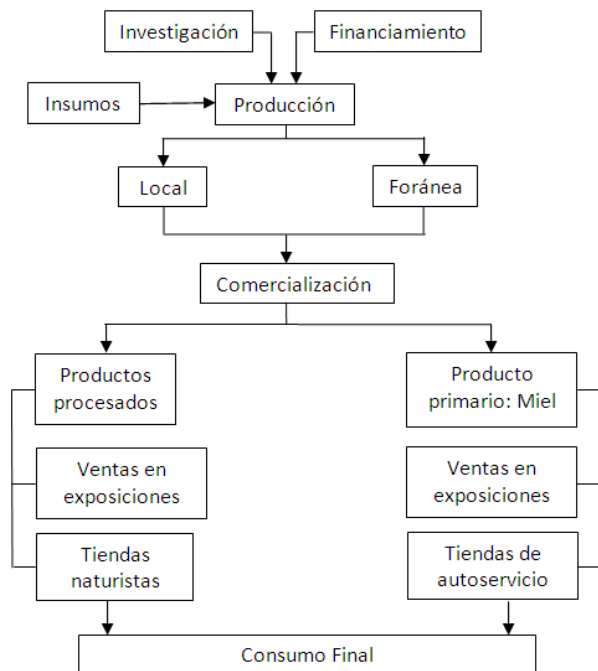 Investigación
Financiamiento
Insumos
Producción
Local
Foránea
Comercialización
Productos
procesados
Producto
primario: Miel
Ventas en
exposiciones
Ventas en
exposiciones
Tiendas
naturistas
Tiendas de
autoservicio
Consumo Final